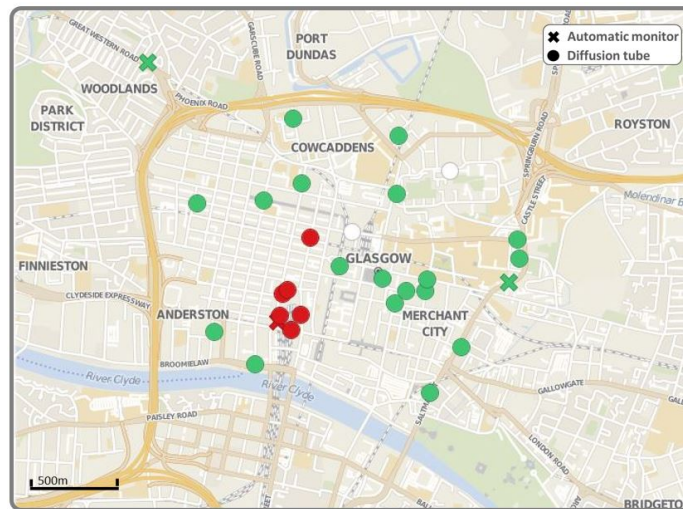 GREAT WESTERN ROAD
GARSCUBE ROAD
PORT
DUNDAS
Automatic monitor
Diffusion tube
WOODLANDS
PHOENIX ROAD
PARK
DISTRICT
COWCADDENS
SPRINGBURN ROAD
ROYSTON
CASTLE STREET
Molendinar
FINNIESTON
GLASGOW
CLYDESIDE EXPRESSWAY
ANDERSTON
MERCHANT
CITY
BROOMIELAW
River Clyde
River Clyde
GALLOWGATE
PAISLEY ROAD
LONDON ROAD
500m
BRIDGETO